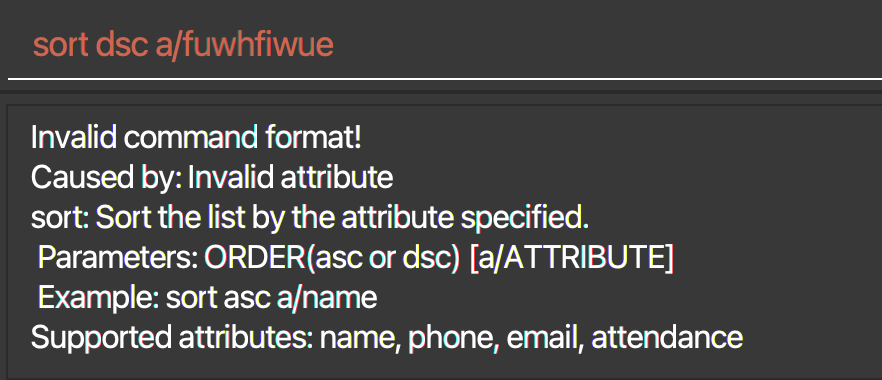 sort dsc a/fuwhfiwue
Invalid command format!
Caused by: Invalid attribute
sort: Sort the list by the attribute specified.
Parameters: ORDER(asc or dsc) [a/ATTRIBUTE]
Example: sort asc a/name
Supported attributes: name, phone, email, attendance